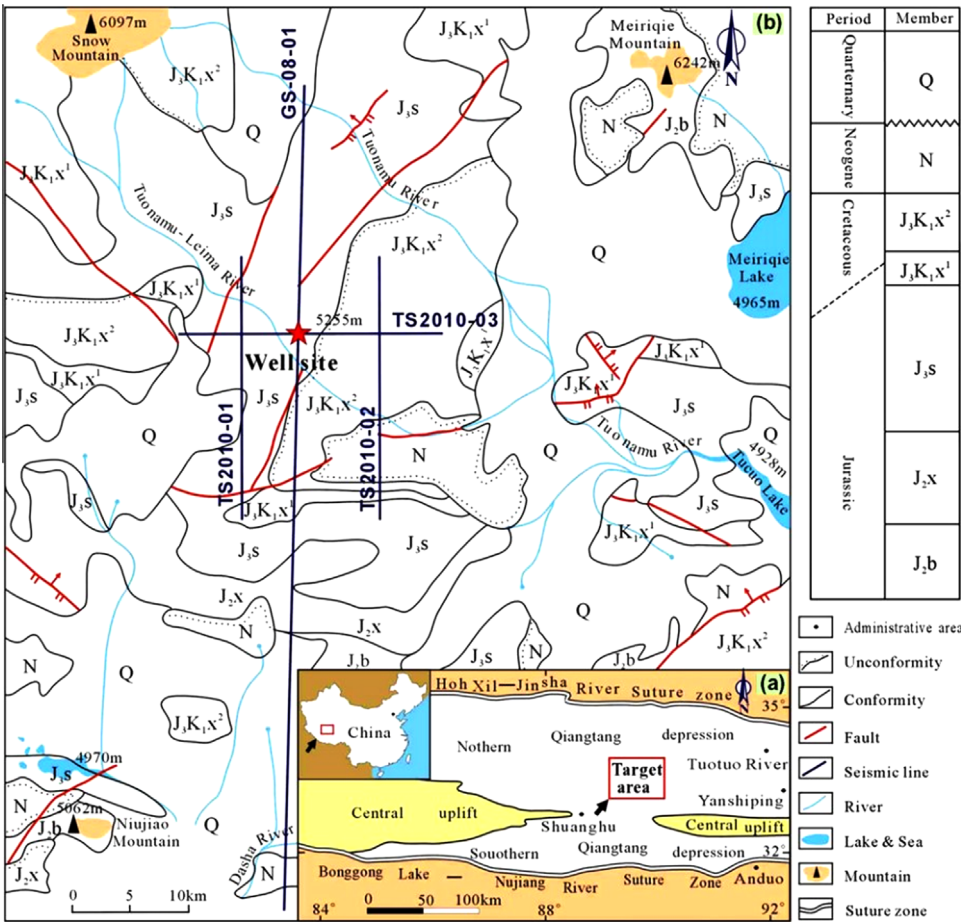 6097m
Snow
Mountain
J₃K₁x²
Q
GS-08-01
J₃K₁x¹
J₃s
Meiriqie
Mountain
6242m
(b)
N
N
J₂b
N
J₃s
Tuonamu River
J₃K₁x¹
J₃s
Tuonamu-Leima River
J₃K₁x²
Q
Meiriqie
Lake
4965m
J₃K₁x¹
J₃K₁x²
5255m
TS2010-03
Well site
J₃K₁x¹
J₃K₁x¹
J₃K₁x¹
J₃K₁x¹
J₃s
J₃s
J₃K₁x²
J₃s
Q
TS2010-01
TS2010-02
N
Q
Tuonamu River
Q
4928m
Tucuo Lake
J₃s
J₃K₁x¹
J₃s
J₃s
J₃s
J₃K₁x¹
J₂x
N
J₂x
J₂b
J₃s
N
Q
J₂b
N
J₃K₁x²
N
Q
J₃K₁x²
4970m
J₃s
N
5062m
J₂b
Niujiao
Mountain
Q
J₂x
Dasha River
N
0 5 10km
(a)
Hoh Xil—Jinsha River Suture zone
N
35°
China
Nothern Qiangtang depression
Tuotuo River
Target
area
Yanshiping
Central uplift
Shuanghu
Central uplift
Souothern Qiangtang depression
32°
Bonggong Lake — Nujiang River Suture Zone Anduo
0 50 100km
84° 88° 92°
Period Member
Quarternary Q
Neogene N
Cretaceous J₃K₁x²
J₃K₁x¹
Jurassic J₃s
J₂x
J₂b
Administrative area
Unconformity
Conformity
Fault
Seismic line
River
Lake & Sea
Mountain
Suture zone